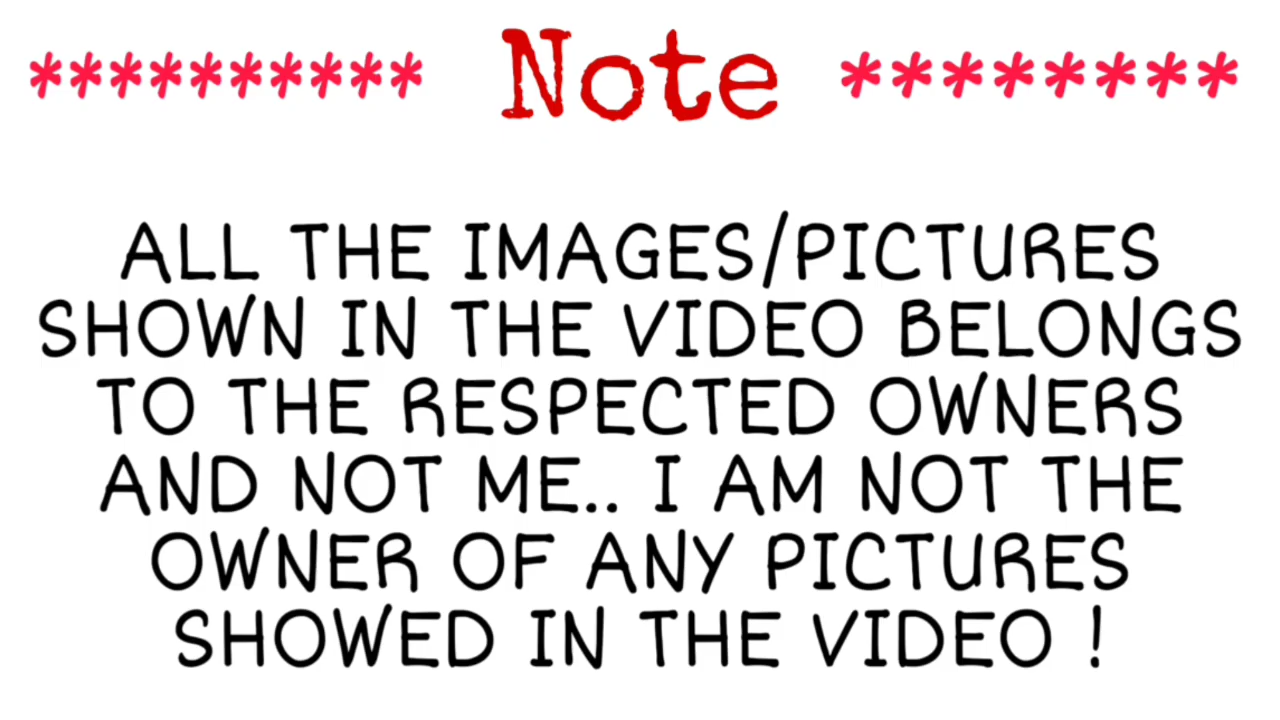 ********** Note ********
ALL THE IMAGES/PICTURES
SHOWN IN THE VIDEO BELONGS
TO THE RESPECTED OWNERS
AND NOT ME.. I AM NOT THE
OWNER OF ANY PICTURES
SHOWED IN THE VIDEO !